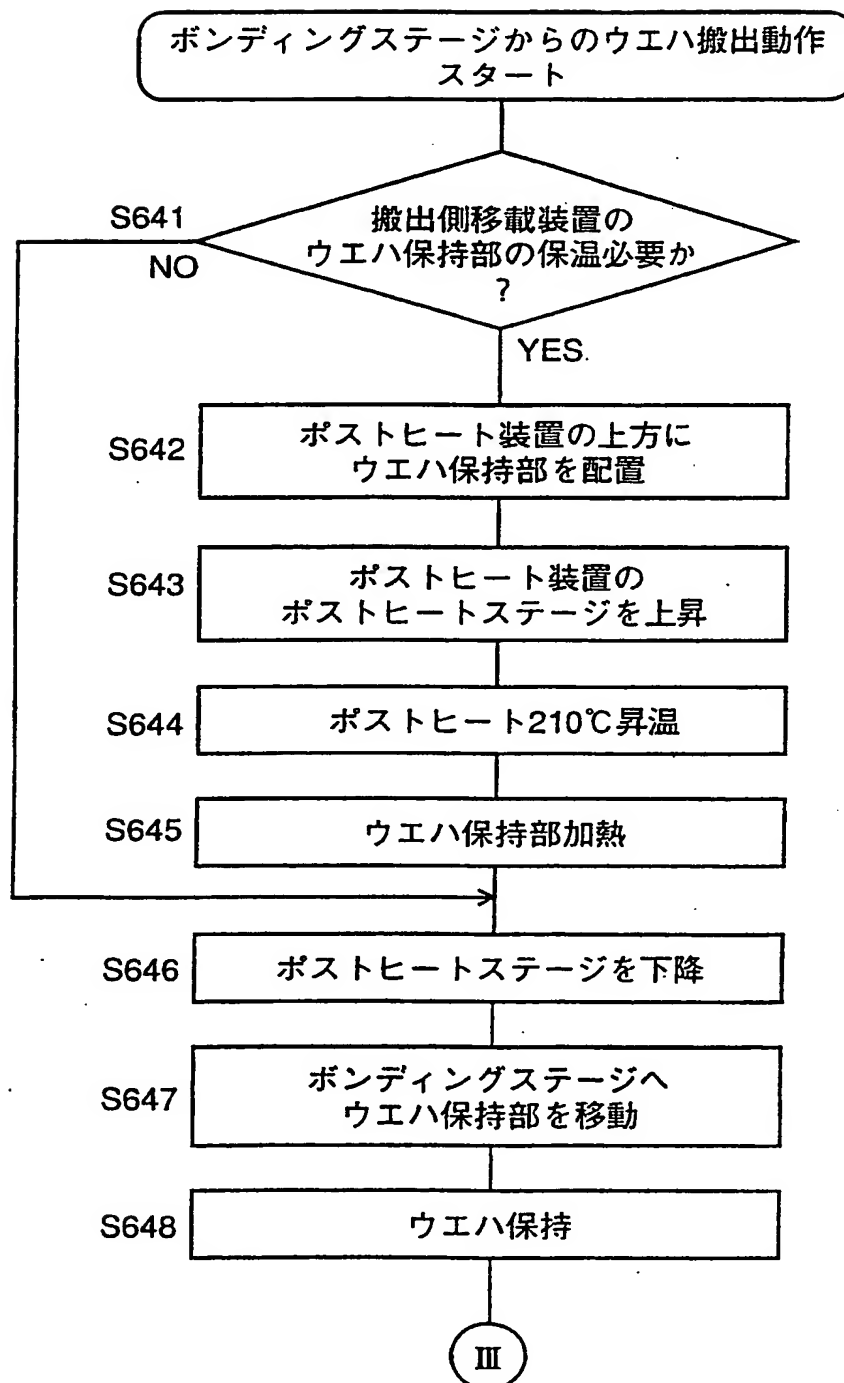 ボンディングステージからのウエハ搬出動作
スタート
S641
搬出側移載装置の
ウエハ保持部の保温必要か
?
NO
YES.
S642
ポストヒート装置の上方に
ウエハ保持部を配置
S643
ポストヒート装置の
ポストヒートステージを上昇
S644
ポストヒート210℃昇温
S645
ウエハ保持部加熱
S646
ポストヒートステージを下降
S647
ボンディングステージへ
ウエハ保持部を移動
S648
ウエハ保持
III